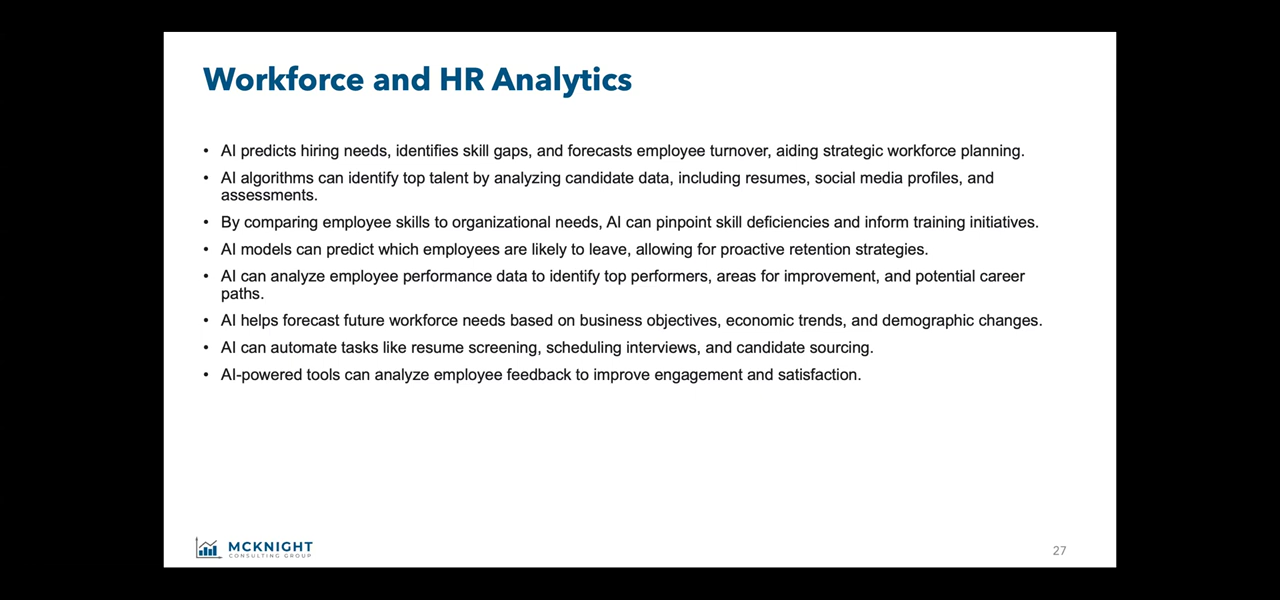 Workforce and HR Analytics
• AI predicts hiring needs, identifies skill gaps, and forecasts employee turnover, aiding strategic workforce planning.
• AI algorithms can identify top talent by analyzing candidate data, including resumes, social media profiles, and
assessments.
• By comparing employee skills to organizational needs, AI can pinpoint skill deficiencies and inform training initiatives.
• AI models can predict which employees are likely to leave, allowing for proactive retention strategies.
• AI can analyze employee performance data to identify top performers, areas for improvement, and potential career
paths.
• AI helps forecast future workforce needs based on business objectives, economic trends, and demographic changes.
• AI can automate tasks like resume screening, scheduling interviews, and candidate sourcing.
• AI-powered tools can analyze employee feedback to improve engagement and satisfaction.
MCKNIGHT
CONSULTING GROUP
27